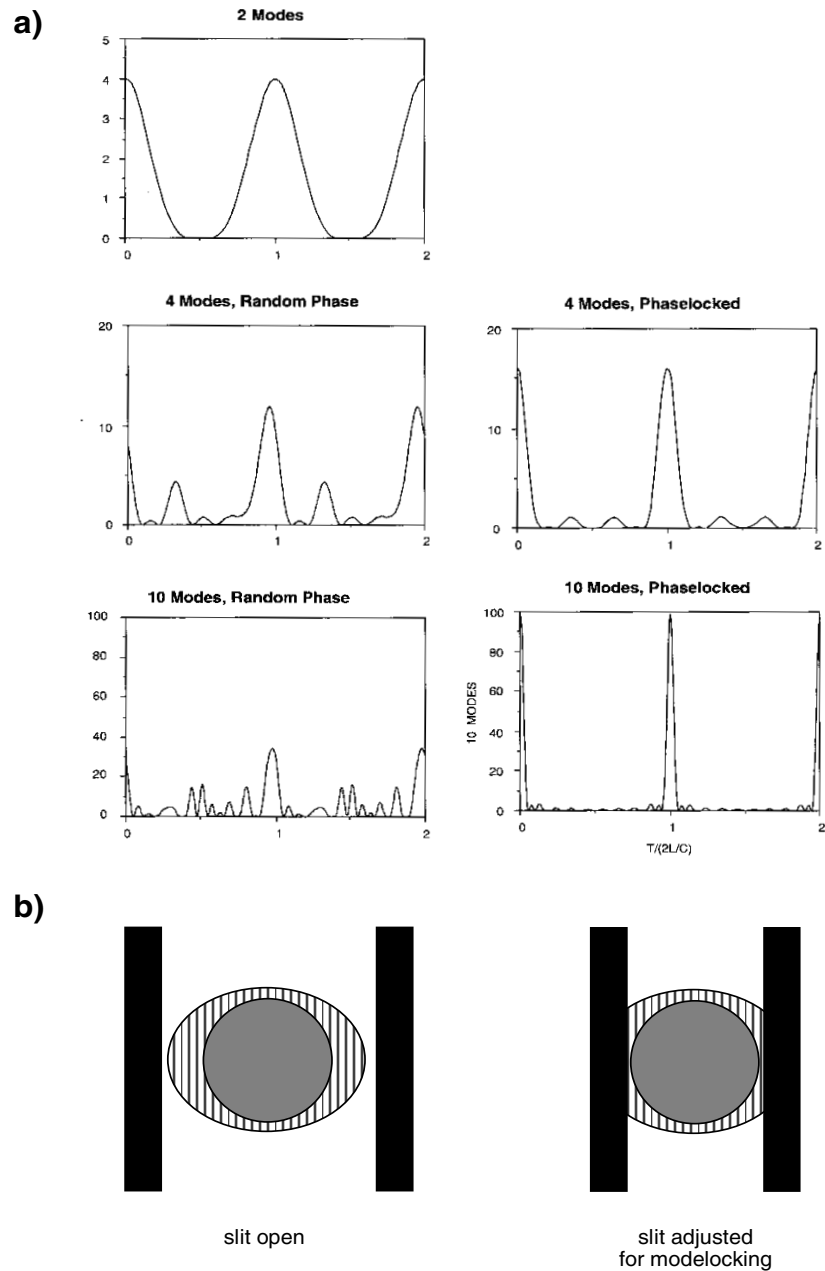 a)
2 Modes
5
4
3
2
1
0
0 1 2
4 Modes, Random Phase
20
10
0
0 1 2
4 Modes, Phaselocked
20
10
0
0 1 2
10 Modes, Random Phase
100
80
60
40
20
0
0 1 2
10 Modes, Phaselocked
100
80
60
40
20
0
10 MODES
0 1 2
T/(2L/C)
b)
slit open
slit adjusted
for modelocking